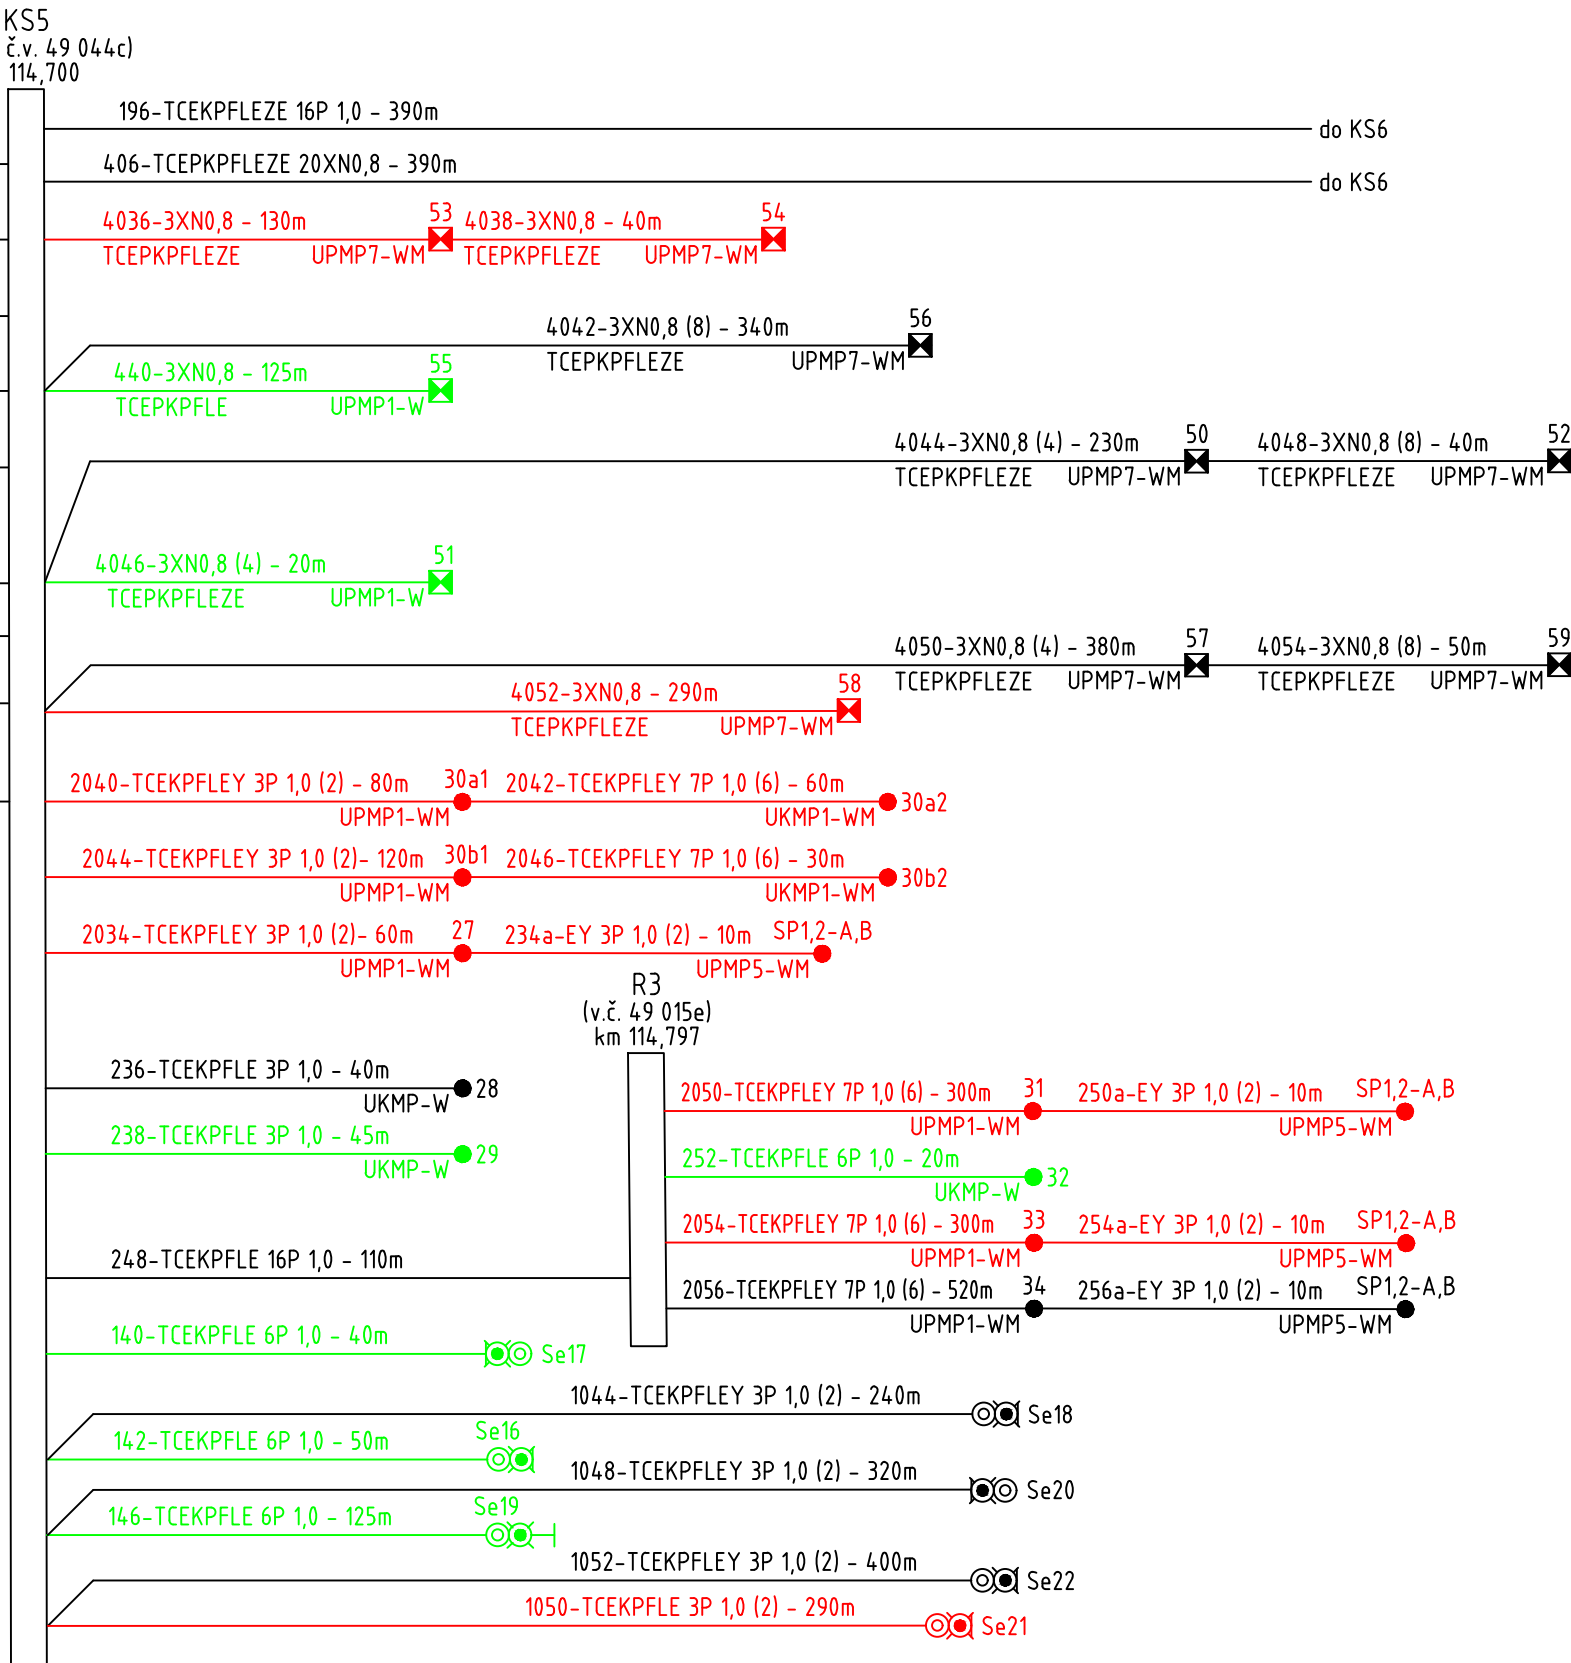 KS5
č.v. 49 044c)
114,700
196-TCEKPFLEZE 16P 1,0 - 390m
do KS6
406-TCEPKPFLEZE 20XN0,8 - 390m
do KS6
4036-3XN0,8 - 130m 53 4038-3XN0,8 - 40m 54
TCEPKPFLEZE UPMP7-WM TCEPKPFLEZE UPMP7-WM
4042-3XN0,8 (8) - 340m 56
TCEPKPFLEZE UPMP7-WM
440-3XN0,8 - 125m 55
TCEPKPFLE UPMP1-W
4044-3XN0,8 (4) - 230m 50 4048-3XN0,8 (8) - 40m 52
TCEPKPFLEZE UPMP7-WM TCEPKPFLEZE UPMP7-WM
4046-3XN0,8 (4) - 20m 51
TCEPKPFLEZE UPMP1-W
4050-3XN0,8 (4) - 380m 57 4054-3XN0,8 (8) - 50m 59
TCEPKPFLEZE UPMP7-WM TCEPKPFLEZE UPMP7-WM
4052-3XN0,8 - 290m 58
TCEPKPFLEZE UPMP7-WM
2040-TCEKPFLEY 3P 1,0 (2) - 80m 30a1 2042-TCEKPFLEY 7P 1,0 (6) - 60m
30a2
UPMP1-WM UKMP1-WM
2044-TCEKPFLEY 3P 1,0 (2)- 120m 30b1 2046-TCEKPFLEY 7P 1,0 (6) - 30m
30b2
UPMP1-WM UKMP1-WM
2034-TCEKPFLEY 3P 1,0 (2)- 60m 27 234a-EY 3P 1,0 (2) - 10m SP1,2-A,B
UPMP1-WM UPMP5-WM
R3
(v.č. 49 015e)
km 114,797
236-TCEKPFLE 3P 1,0 - 40m
28
UKMP-W
238-TCEKPFLE 3P 1,0 - 45m
29
UKMP-W
2050-TCEKPFLEY 7P 1,0 (6) - 300m 31 250a-EY 3P 1,0 (2) - 10m SP1,2-A,B
UPMP1-WM UPMP5-WM
252-TCEKPFLE 6P 1,0 - 20m
32
UKMP-W
2054-TCEKPFLEY 7P 1,0 (6) - 300m 33 254a-EY 3P 1,0 (2) - 10m SP1,2-A,B
UPMP1-WM UPMP5-WM
248-TCEKPFLE 16P 1,0 - 110m
2056-TCEKPFLEY 7P 1,0 (6) - 520m 34 256a-EY 3P 1,0 (2) - 10m SP1,2-A,B
UPMP1-WM UPMP5-WM
140-TCEKPFLE 6P 1,0 - 40m
Se17
1044-TCEKPFLEY 3P 1,0 (2) - 240m
Se18
142-TCEKPFLE 6P 1,0 - 50m Se16
1048-TCEKPFLEY 3P 1,0 (2) - 320m
Se20
146-TCEKPFLE 6P 1,0 - 125m Se19
1052-TCEKPFLEY 3P 1,0 (2) - 400m
Se22
1050-TCEKPFLE 3P 1,0 (2) - 290m
Se21